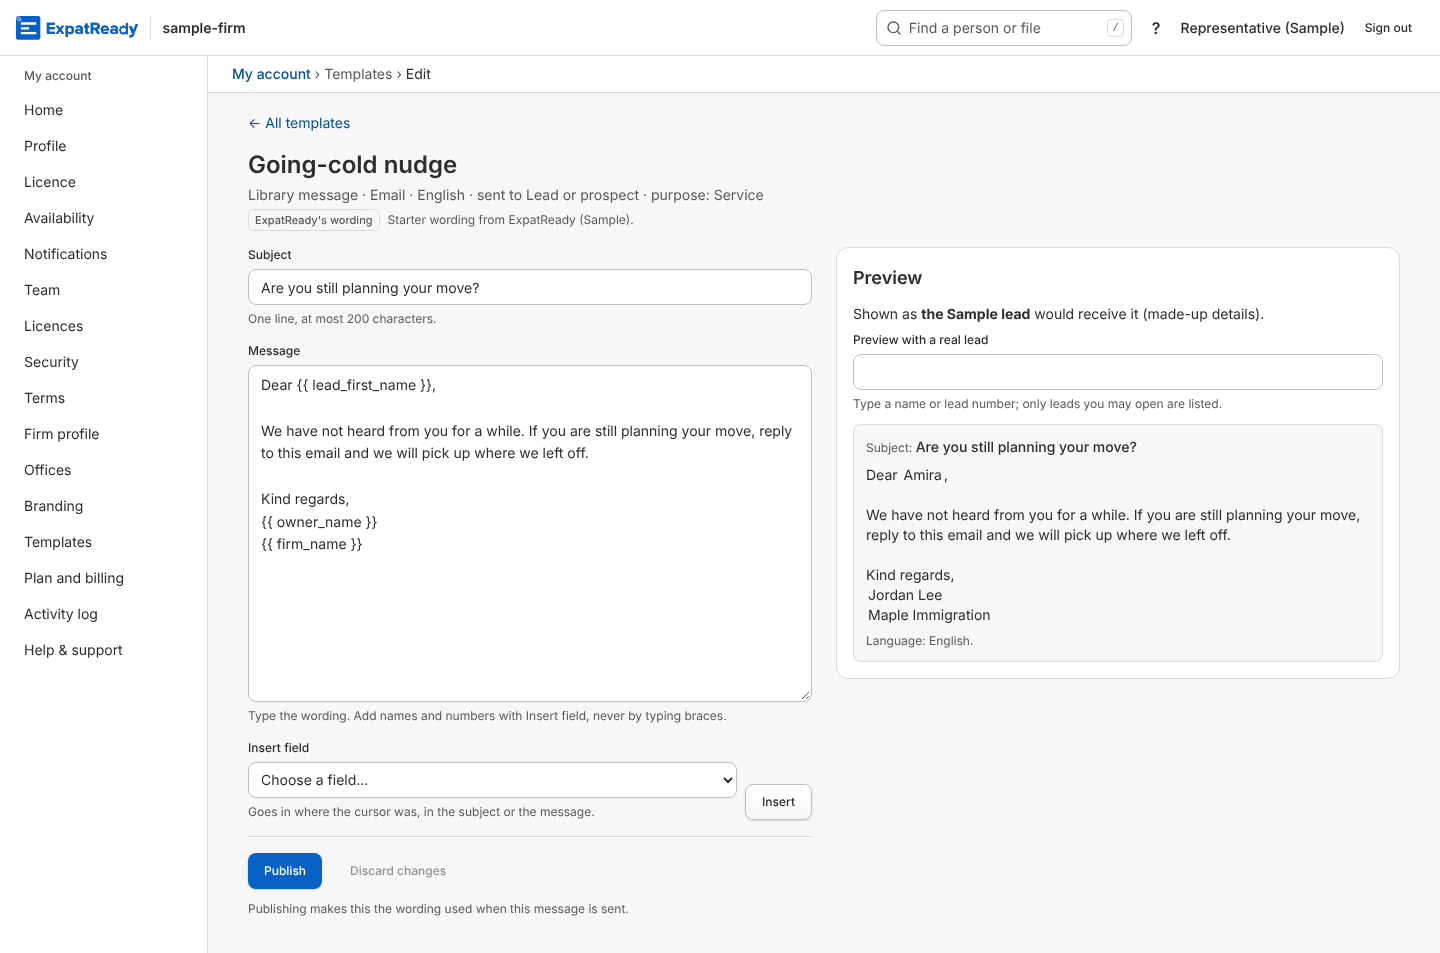 ExpatReady
sample-firm
Find a person or file
/
?
Representative (Sample)
Sign out
My account
Home
Profile
Licence
Availability
Notifications
Team
Licences
Security
Terms
Firm profile
Offices
Branding
Templates
Plan and billing
Activity log
Help & support
My account › Templates › Edit
← All templates
Going-cold nudge
Library message · Email · English · sent to Lead or prospect · purpose: Service
ExpatReady's wording
Starter wording from ExpatReady (Sample).
Subject
Are you still planning your move?
One line, at most 200 characters.
Message
Dear {{ lead_first_name }},
We have not heard from you for a while. If you are still planning your move, reply
to this email and we will pick up where we left off.
Kind regards,
{{ owner_name }}
{{ firm_name }}
Type the wording. Add names and numbers with Insert field, never by typing braces.
Insert field
Choose a field...
Goes in where the cursor was, in the subject or the message.
Insert
Publish
Discard changes
Publishing makes this the wording used when this message is sent.
Preview
Shown as the Sample lead would receive it (made-up details).
Preview with a real lead
Type a name or lead number; only leads you may open are listed.
Subject: Are you still planning your move?
Dear Amira,
We have not heard from you for a while. If you are still planning your move,
reply to this email and we will pick up where we left off.
Kind regards,
Jordan Lee
Maple Immigration
Language: English.